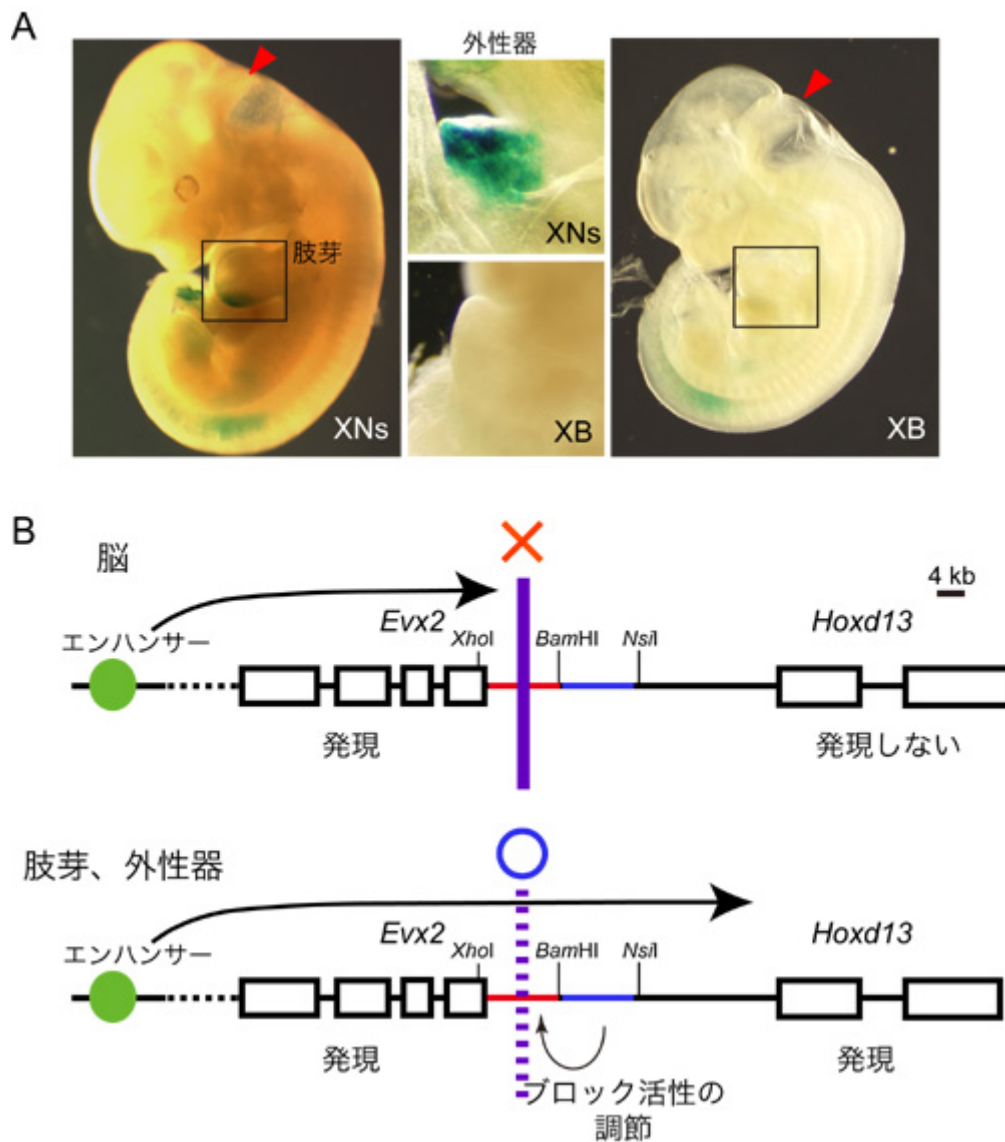 A
外性器
肢芽
XNs
XNs
XB
XB
B
脳
4 kb
エンハンサー
Evx2
XhoI
BamHI
NsiI
Hoxd13
発現
発現しない
肢芽、外性器
エンハンサー
Evx2
XhoI
BamHI
NsiI
Hoxd13
発現
発現
ブロック活性の
調節